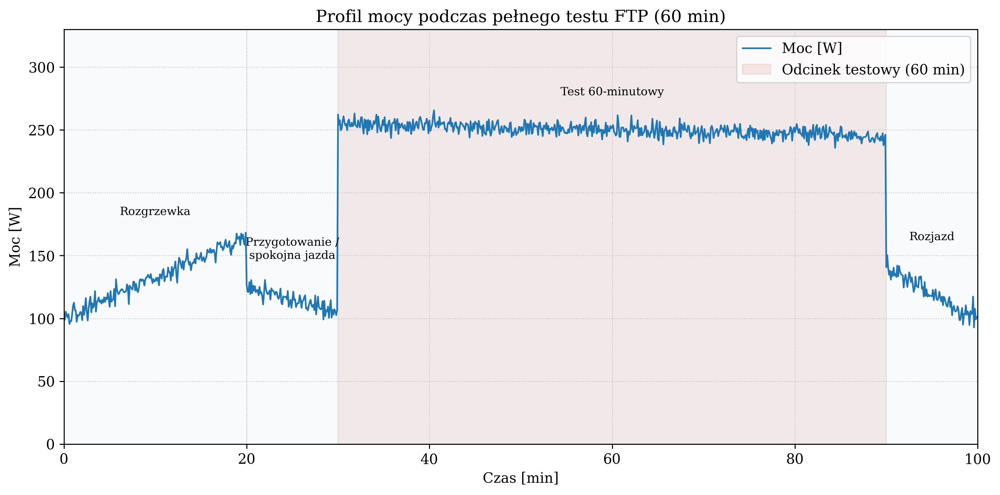 Profil mocy podczas pełnego testu FTP (60 min)
Moc [W]
Odcinek testowy (60 min)
Test 60-minutowy
Rozgrzewka
Przygotowanie /
spokojna jazda
Rozjazd
Moc [W]
300
250
200
150
100
50
0
0 20 40 60 80 100
Czas [min]